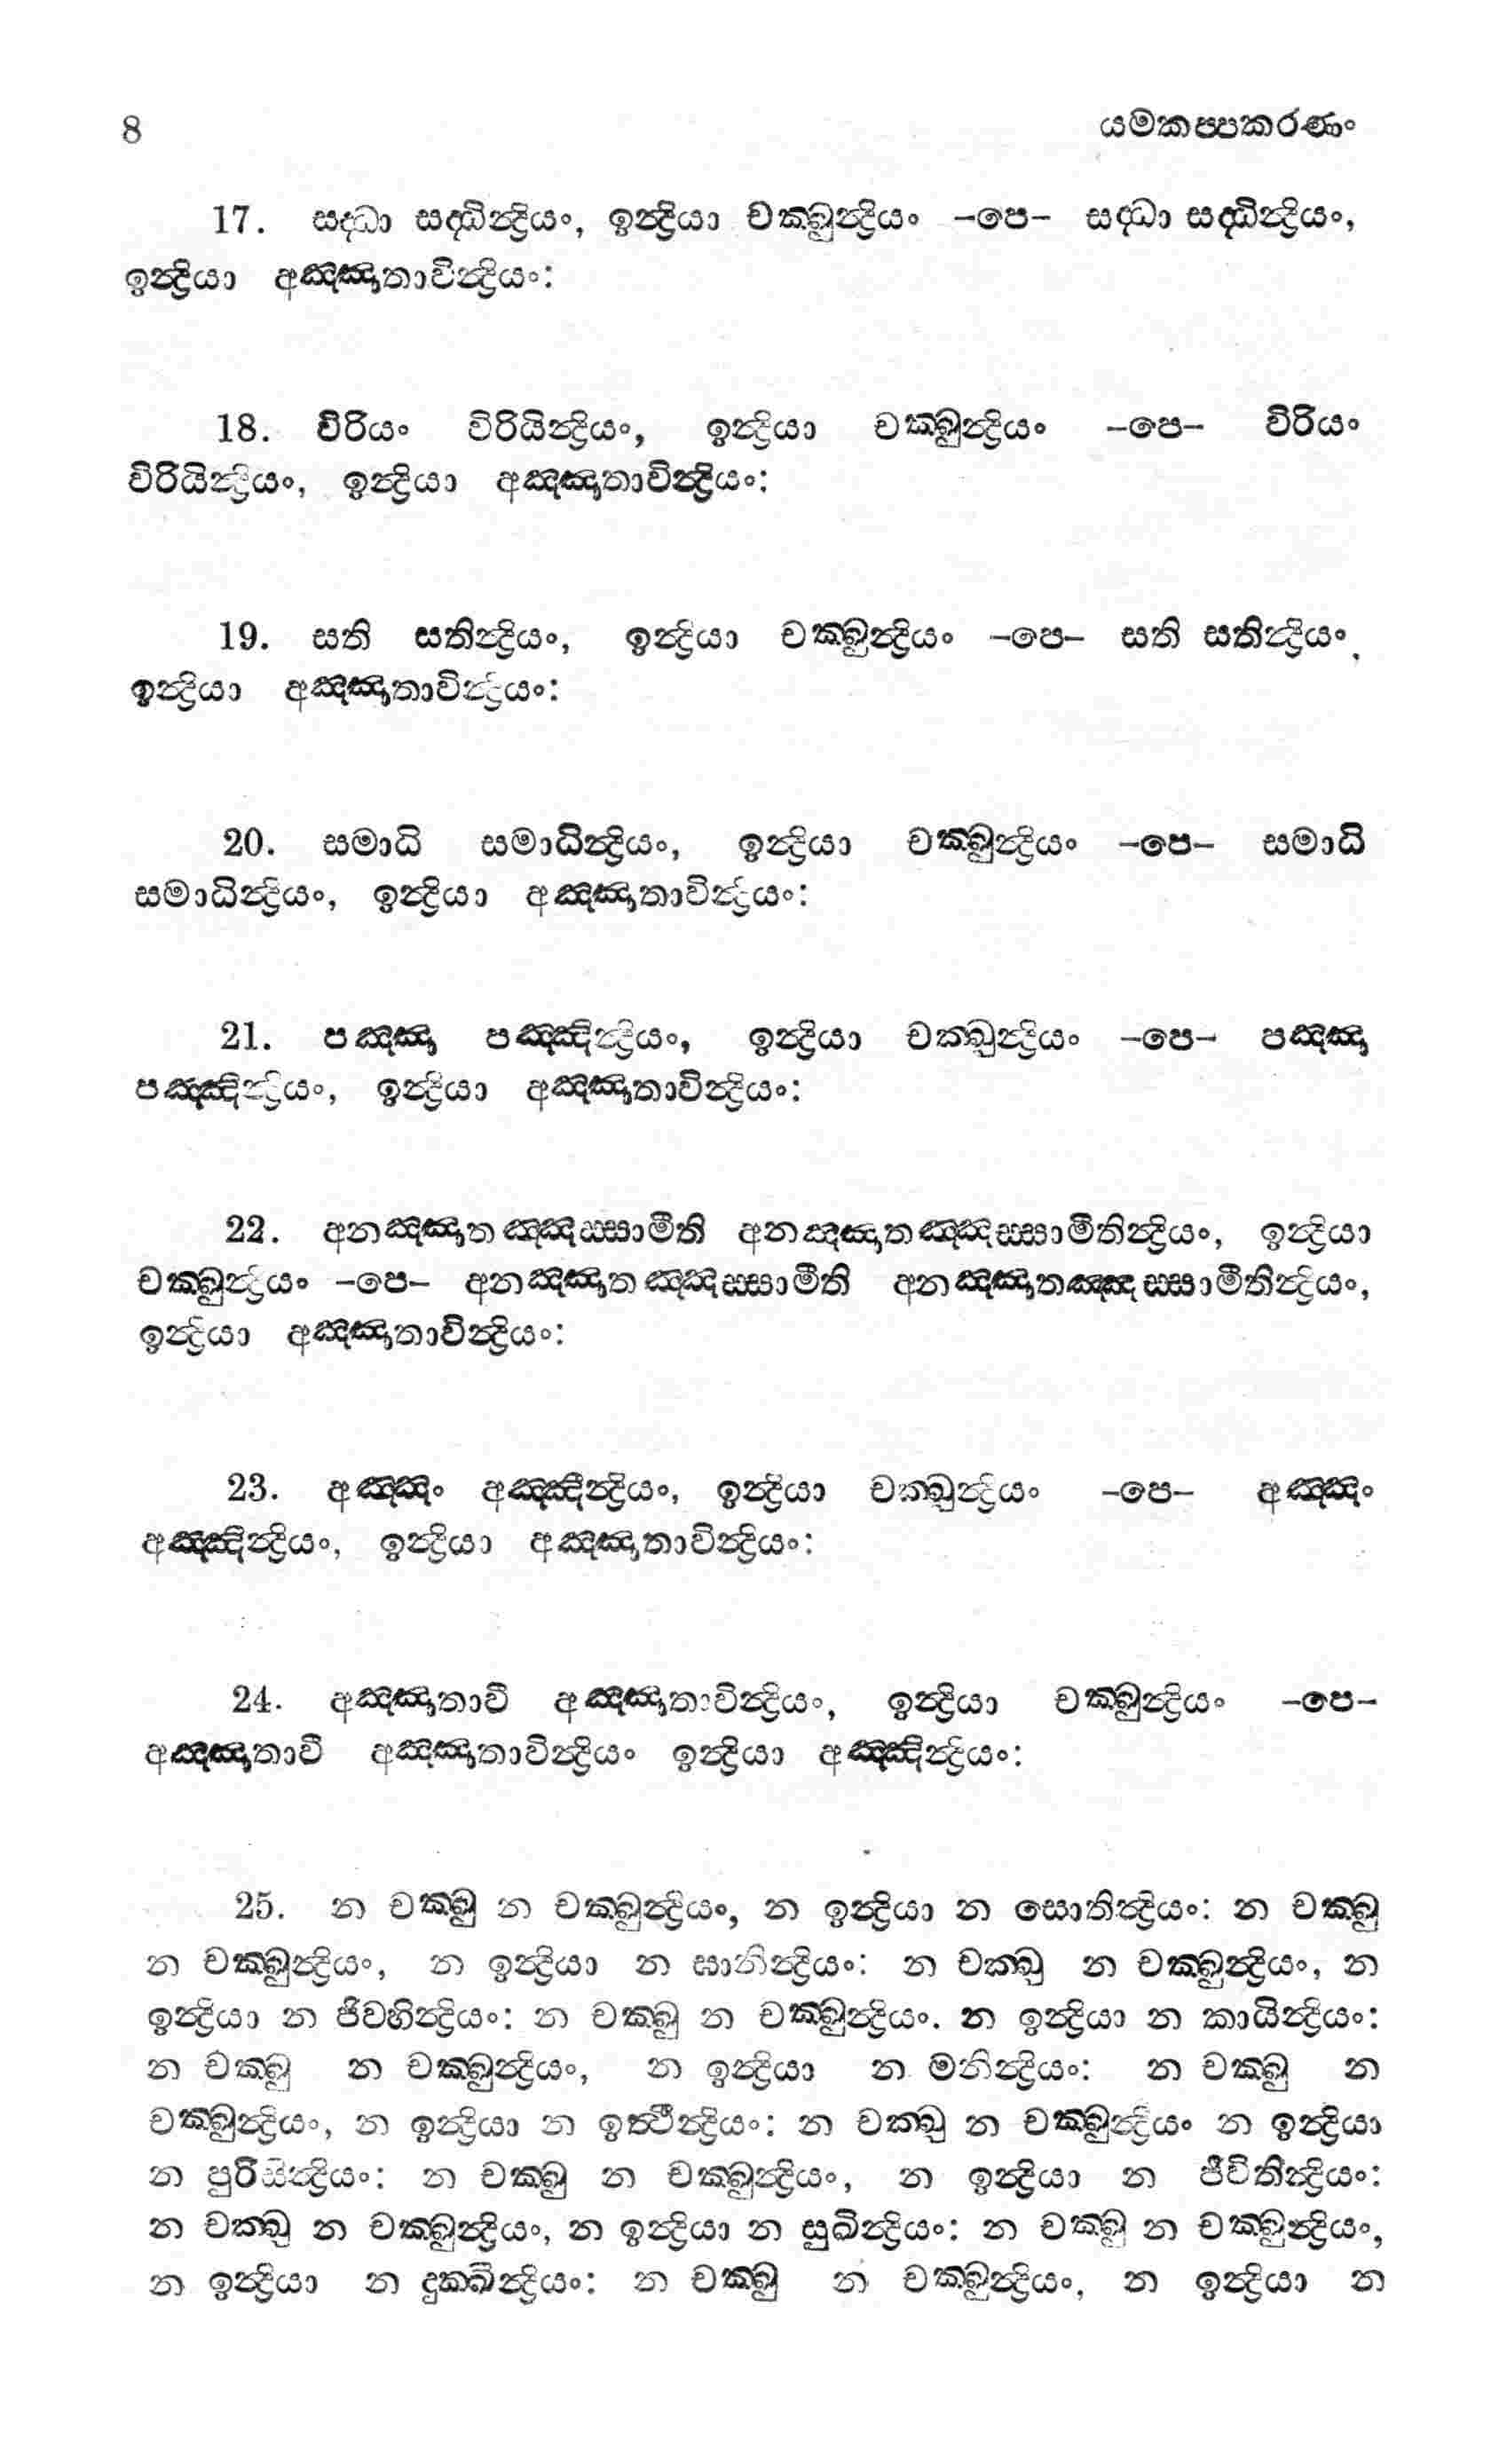 8 යමකප්පකරණං
17. සද්ධා සද්ධින්ද්‍රියං, ඉන්ද්‍රියා චක්ඛුන්ද්‍රියං -පෙ- සද්ධා සද්ධින්ද්‍රියං,
ඉන්ද්‍රියා අඤ්ඤාතාවින්ද්‍රියං:
18. විරියං විරියින්ද්‍රියං, ඉන්ද්‍රියා චක්ඛුන්ද්‍රියං -පෙ- විරියං
විරියින්ද්‍රියං, ඉන්ද්‍රියා අඤ්ඤාතාවින්ද්‍රියං:
19. සති සතින්ද්‍රියං, ඉන්ද්‍රියා චක්ඛුන්ද්‍රියං -පෙ- සති සතින්ද්‍රියං,
ඉන්ද්‍රියා අඤ්ඤාතාවින්ද්‍රියං:
20. සමාධි සමාධින්ද්‍රියං, ඉන්ද්‍රියා චක්ඛුන්ද්‍රියං -පෙ- සමාධි
සමාධින්ද්‍රියං, ඉන්ද්‍රියා අඤ්ඤාතාවින්ද්‍රියං:
21. පඤ්ඤා පඤ්ඤින්ද්‍රියං, ඉන්ද්‍රියා චක්ඛුන්ද්‍රියං -පෙ- පඤ්ඤා
පඤ්ඤින්ද්‍රියං, ඉන්ද්‍රියා අඤ්ඤාතාවින්ද්‍රියං:
22. අනඤ්ඤාතඤ්ඤස්සාමීති අනඤ්ඤාතඤ්ඤස්සාමීතින්ද්‍රියං, ඉන්ද්‍රියා
චක්ඛුන්ද්‍රියං -පෙ- අනඤ්ඤාතඤ්ඤස්සාමීති අනඤ්ඤාතඤ්ඤස්සාමීතින්ද්‍රියං,
ඉන්ද්‍රියා අඤ්ඤාතාවින්ද්‍රියං:
23. අඤ්ඤං අඤ්ඤින්ද්‍රියං, ඉන්ද්‍රියා චක්ඛුන්ද්‍රියං -පෙ- අඤ්ඤං
අඤ්ඤින්ද්‍රියං, ඉන්ද්‍රියා අඤ්ඤාතාවින්ද්‍රියං:
24. අඤ්ඤාතාවී අඤ්ඤාතාවින්ද්‍රියං, ඉන්ද්‍රියා චක්ඛුන්ද්‍රියං -පෙ-
අඤ්ඤාතාවී අඤ්ඤාතාවින්ද්‍රියං ඉන්ද්‍රියා අඤ්ඤින්ද්‍රියං:
25. න චක්ඛු න චක්ඛුන්ද්‍රියං, න ඉන්ද්‍රියා න සොතින්ද්‍රියං: න චක්ඛු
න චක්ඛුන්ද්‍රියං, න ඉන්ද්‍රියා න ඝානින්ද්‍රියං: න චක්ඛු න චක්ඛුන්ද්‍රියං, න
ඉන්ද්‍රියා න ජිවහින්ද්‍රියං: න චක්ඛු න චක්ඛුන්ද්‍රියං. න ඉන්ද්‍රියා න කායින්ද්‍රියං:
න චක්ඛු න චක්ඛුන්ද්‍රියං, න ඉන්ද්‍රියා න මනින්ද්‍රියං: න චක්ඛු න
චක්ඛුන්ද්‍රියං, න ඉන්ද්‍රියා න ඉත්ථින්ද්‍රියං: න චක්ඛු න චක්ඛුන්ද්‍රියං න ඉන්ද්‍රියා
න පුරිසින්ද්‍රියං: න චක්ඛු න චක්ඛුන්ද්‍රියං, න ඉන්ද්‍රියා න ජීවිතින්ද්‍රියං:
න චක්ඛු න චක්ඛුන්ද්‍රියං, න ඉන්ද්‍රියා න සුඛින්ද්‍රියං: න චක්ඛු න චක්ඛුන්ද්‍රියං,
න ඉන්ද්‍රියා න දුක්ඛින්ද්‍රියං: න චක්ඛු න චක්ඛුන්ද්‍රියං, න ඉන්ද්‍රියා න